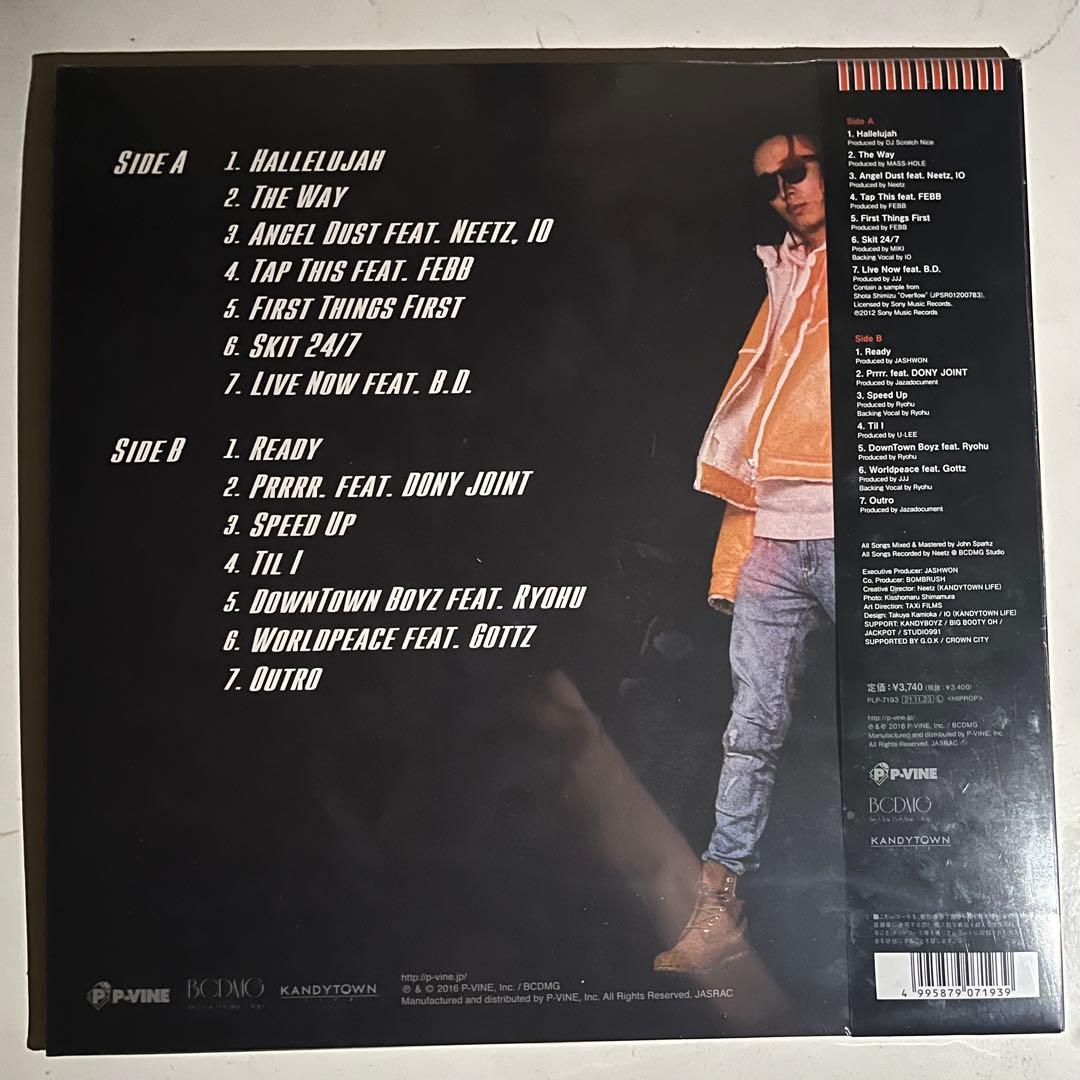 SIDE A
1. HALLELUJAH
2. THE WAY
3. ANGEL DUST FEAT. NEETZ, IO
4. TAP THIS FEAT. FEBB
5. FIRST THINGS FIRST
6. SKIT 24/7
7. LIVE NOW FEAT. B.D.
SIDE B
1. READY
2. PRRRR. FEAT. DONY JOINT
3. SPEED UP
4. TIL I
5. DOWNTOWN BOYZ FEAT. RYOHU
6. WORLDPEACE FEAT. GOTTZ
7. OUTRO
P-VINE
BCDMG
KANDYTOWN
http://p-vine.jp/
℗ & © 2016 P-VINE, Inc. / BCDMG
Manufactured and distributed by P-VINE, Inc. All Rights Reserved. JASRAC
Side A
1. Hallelujah
Produced by DJ Scratch Nice
2. The Way
Produced by MASS-HOLE
3. Angel Dust feat. Neetz, IO
Produced by Neetz
4. Tap This feat. FEBB
Produced by FEBB
5. First Things First
Produced by FEBB
6. Skit 24/7
Produced by MIKI
Backing Vocal by IO
7. Live Now feat. B.D.
Produced by JJJ
Contain a sample from
Shota Shimizu "Overflow" (JPSR01200783).
Licensed by Sony Music Records.
℗2012 Sony Music Records
Side B
1. Ready
Produced by JASHWON
2. Prrrr. feat. DONY JOINT
Produced by Jazadocument
3. Speed Up
Produced by Ryohu
Backing Vocal by Ryohu
4. Til I
Produced by U-LEE
5. DownTown Boyz feat. Ryohu
Produced by Ryohu
6. Worldpeace feat. Gottz
Produced by JJJ
Backing Vocal by Ryohu
7. Outro
Produced by Jazadocument
All Songs Mixed & Mastered by John Sparkz
All Songs Recorded by Neetz @ BCDMG Studio
Executive Producer: JASHWON
Co. Producer: BOMBRUSH
Creative Director: Neetz (KANDYTOWN LIFE)
Photo: Kisshomaru Shimamura
Art Direction: TAXi FILMS
Design: Takuya Kamioka / IO (KANDYTOWN LIFE)
SUPPORT: KANDYBOYZ / BIG BOOTY OH /
JACKPOT / STUDIO991
SUPPORTED BY G.O.K / CROWN CITY
定価:¥3,740 (税抜:¥3,400)
PLP-7193 21.11.23 Ⓛ <HIPHOP>
http://p-vine.jp/
℗ & © 2016 P-VINE, Inc. / BCDMG
Manufactured and distributed by P-VINE, Inc.
All Rights Reserved. JASRAC
P-VINE
BCDMG
KANDYTOWN
4 995879 071939